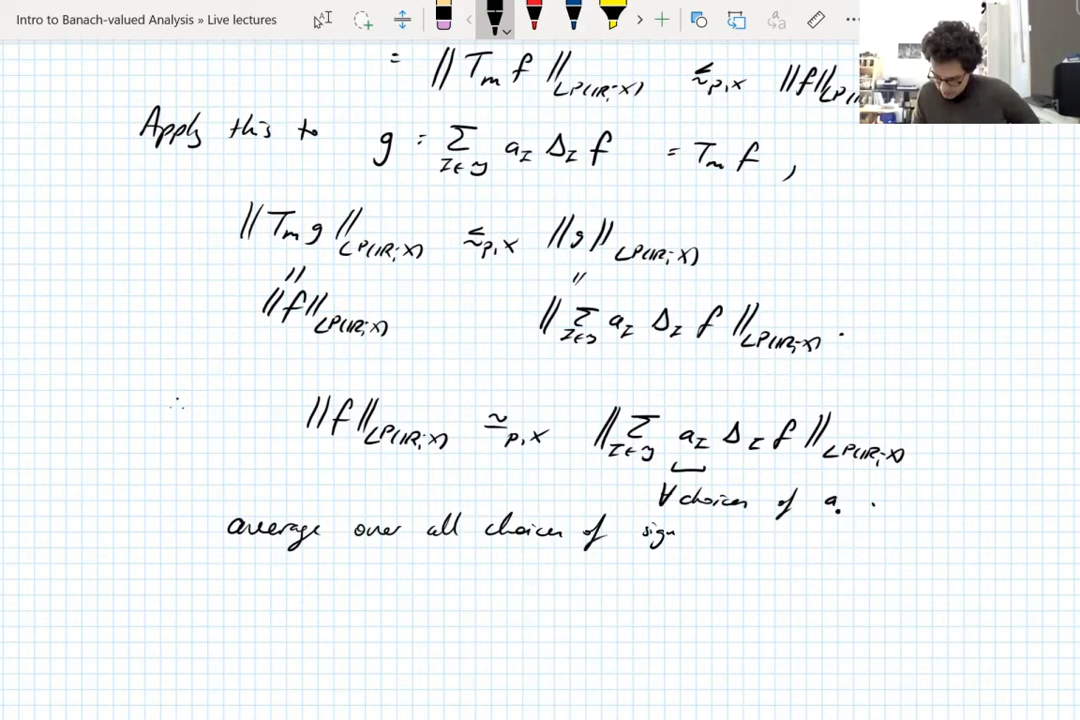 Intro to Banach-valued Analysis » Live lectures
= ‖T_m f‖_{L^p(ℝ;X)} ≲_{p,X} ‖f‖_{L^p(ℝ
Apply this to g = Σ_{I∈𝒥} a_I Δ_I f = T_m f,
‖T_m g‖_{L^p(ℝ;X)} ≲_{p,X} ‖g‖_{L^p(ℝ;X)}
= =
‖f‖_{L^p(ℝ;X)} ‖Σ_{I∈𝒥} a_I Δ_I f‖_{L^p(ℝ;X)}.
∴ ‖f‖_{L^p(ℝ;X)} ≃_{p,X} ‖Σ_{I∈𝒥} a_I Δ_I f‖_{L^p(ℝ;X)}
∀ choices of a. .
average over all choices of sign